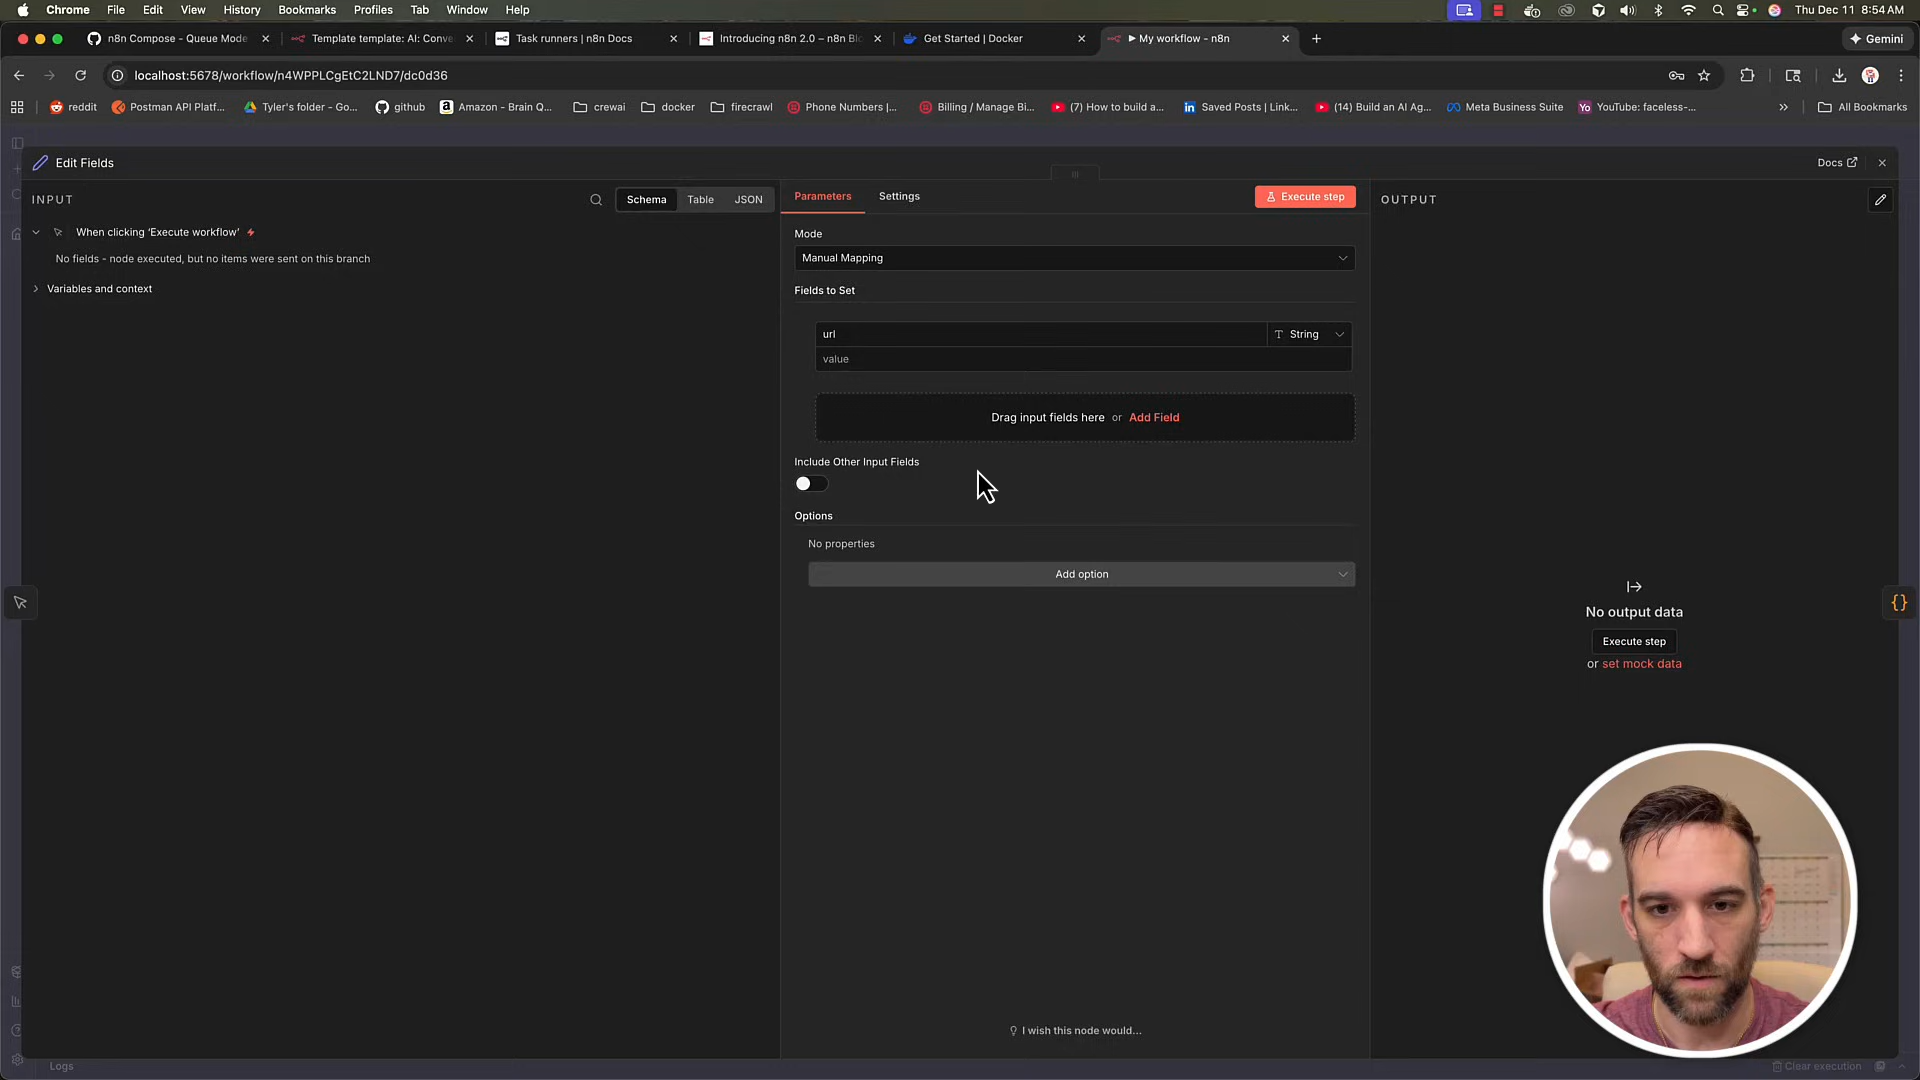 Chrome File Edit View History Bookmarks Profiles Tab Window Help Thu Dec 11 8:54 AM
n8n Compose - Queue Mode Template template: AI: Conve Task runners | n8n Docs Introducing n8n 2.0 – n8n Blo Get Started | Docker My workflow - n8n Gemini
localhost:5678/workflow/n4WPPLCgEtC2LND7/dc0d36
reddit Postman API Platf... Tyler's folder - Go... github Amazon - Brain Q... crewai docker firecrawl Phone Numbers |... Billing / Manage Bi... (7) How to build a... Saved Posts | Link... (14) Build an AI Ag... Meta Business Suite YouTube: faceless-... All Bookmarks
Edit Fields Docs
INPUT Schema Table JSON Parameters Settings Execute step OUTPUT
When clicking ‘Execute workflow’
No fields - node executed, but no items were sent on this branch
Variables and context
Mode
Manual Mapping
Fields to Set
url String
value
Drag input fields here or Add Field
Include Other Input Fields
Options
No properties
Add option
No output data
Execute step
or set mock data
I wish this node would...
Logs Clear execution